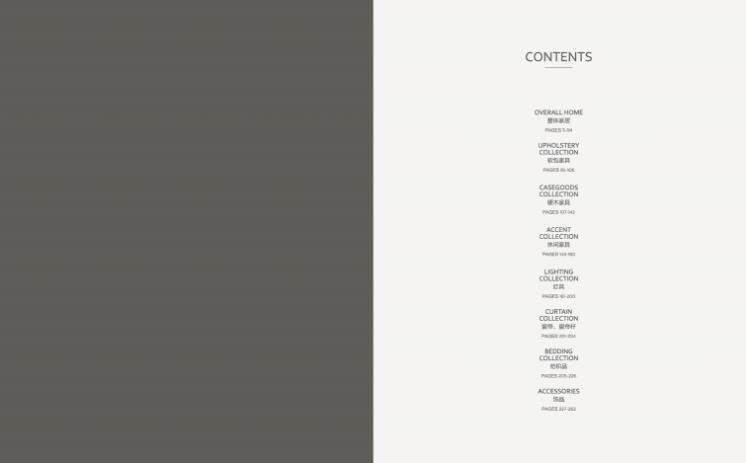 CONTENTS
OVERALL HOME
整体家居
PAGES 5-94
UPHOLSTERY
COLLECTION
软包家具
PAGES 95-106
CASEGOODS
COLLECTION
硬木家具
PAGES 107-142
ACCENT
COLLECTION
休闲家具
PAGES 143-180
LIGHTING
COLLECTION
灯具
PAGES 181-200
CURTAIN
COLLECTION
窗帘、窗帘杆
PAGES 201-204
BEDDING
COLLECTION
纺织品
PAGES 205-226
ACCESSORIES
饰品
PAGES 227-262